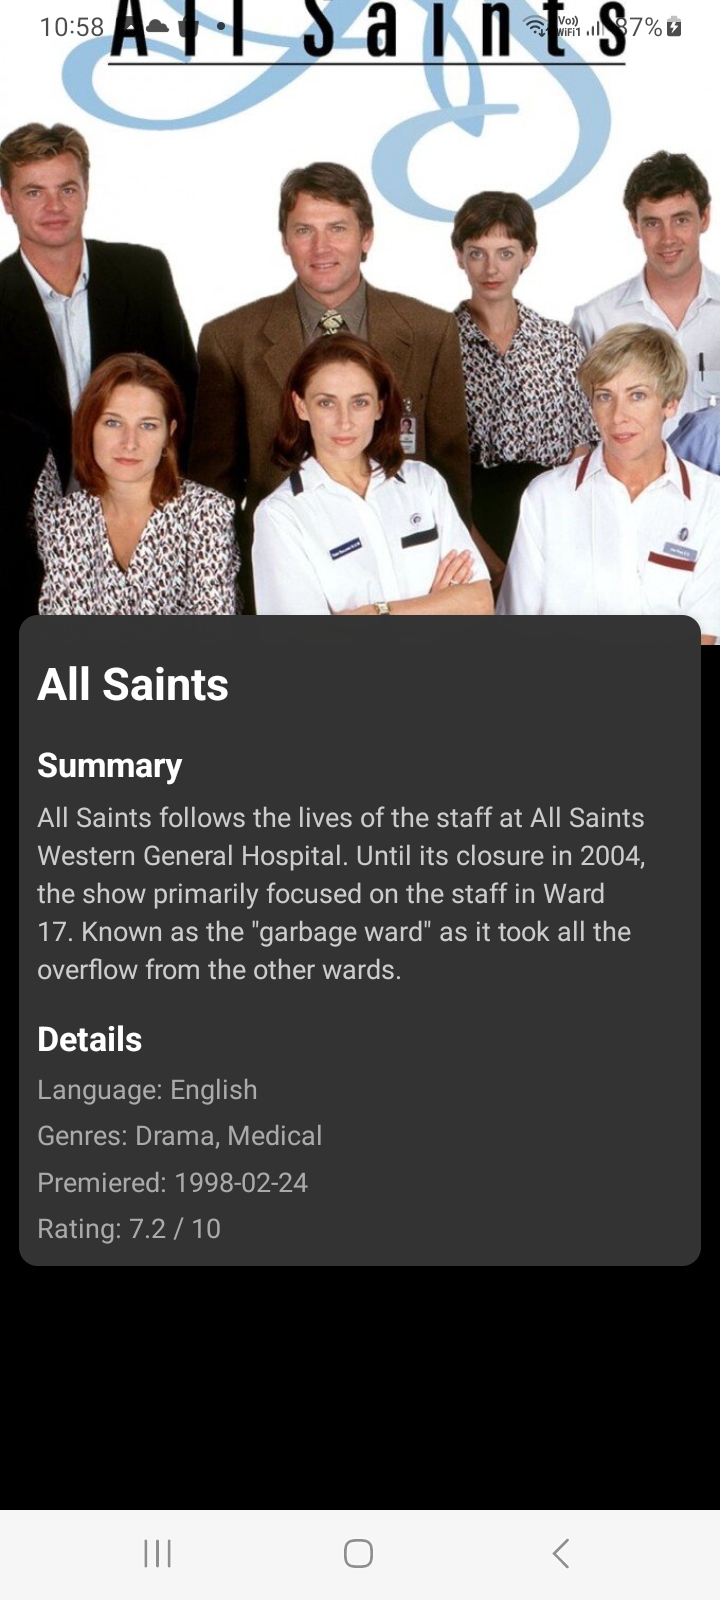 10:58
Vo))
WiFi1
87%
All Saints
All Saints
Summary
All Saints follows the lives of the staff at All Saints
Western General Hospital. Until its closure in 2004,
the show primarily focused on the staff in Ward
17. Known as the "garbage ward" as it took all the
overflow from the other wards.
Details
Language: English
Genres: Drama, Medical
Premiered: 1998-02-24
Rating: 7.2 / 10